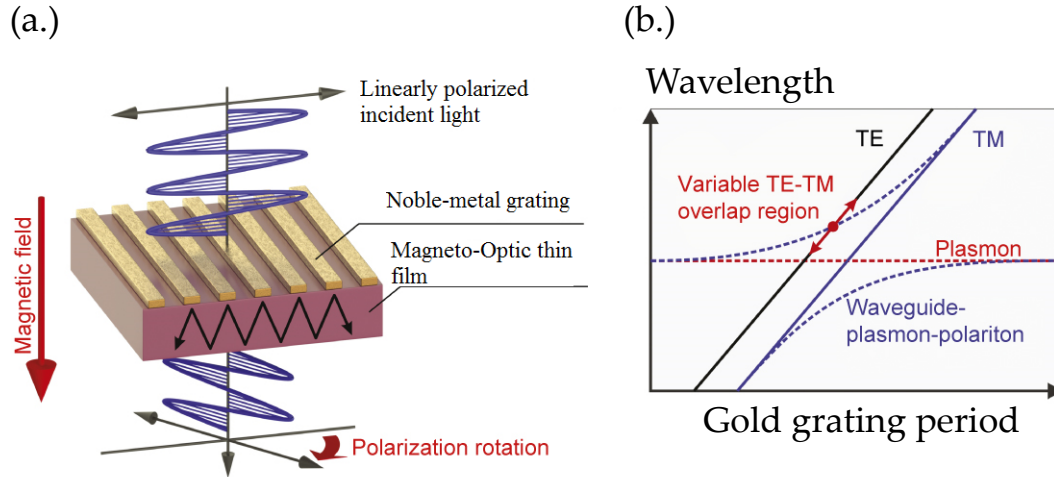 (a.)
Linearly polarized
incident light
Noble-metal grating
Magneto-Optic thin
film
Magnetic field
Polarization rotation
(b.)
Wavelength
TE
TM
Variable TE-TM
overlap region
Plasmon
Waveguide-
plasmon-polariton
Gold grating period